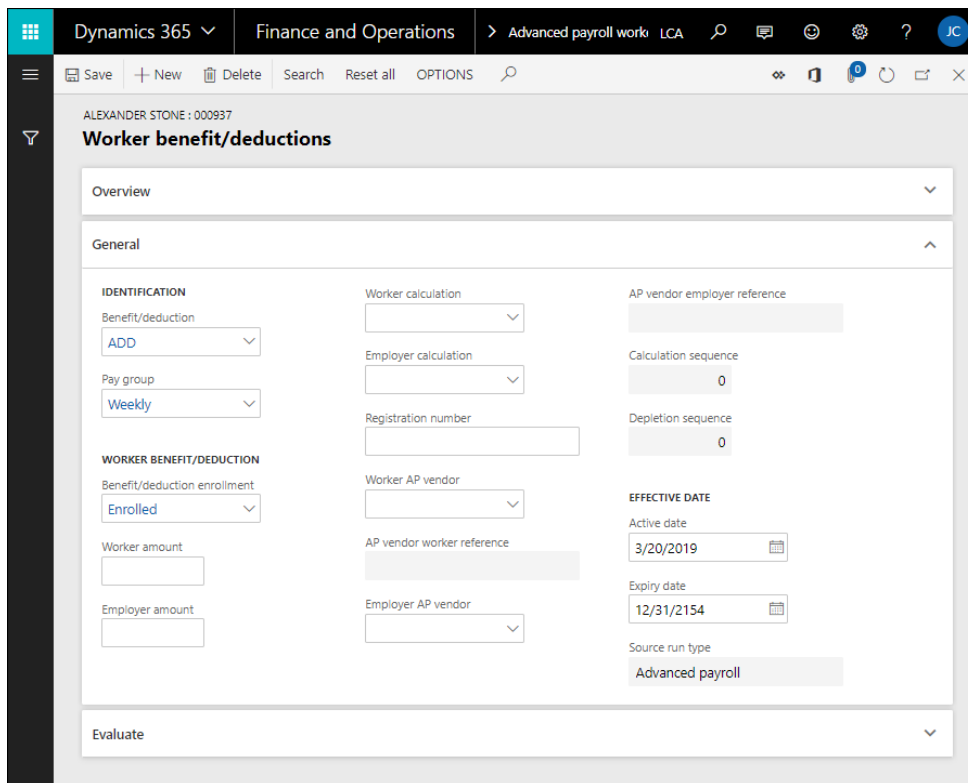 Dynamics 365 Finance and Operations Advanced payroll LCA ? JC
Save New Delete Search Reset all OPTIONS 0
ALEXANDER STONE : 000937
Worker benefit/deductions
Overview
General
IDENTIFICATION
Benefit/deduction
ADD
Pay group
Weekly
WORKER BENEFIT/DEDUCTION
Benefit/deduction enrollment
Enrolled
Worker amount
Employer amount
Worker calculation
Employer calculation
Registration number
Worker AP vendor
AP vendor worker reference
Employer AP vendor
AP vendor employer reference
Calculation sequence
0
Depletion sequence
0
EFFECTIVE DATE
Active date
3/20/2019
Expiry date
12/31/2154
Source run type
Advanced payroll
Evaluate